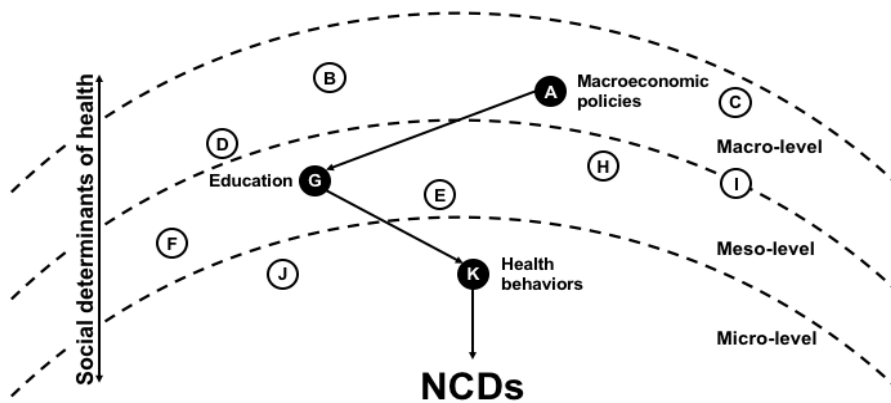 B
A
Macroeconomic
policies
C
D
Macro-level
H
Education
G
I
E
F
Meso-level
J
K
Health
behaviors
Micro-level
NCDs
Social determinants of health